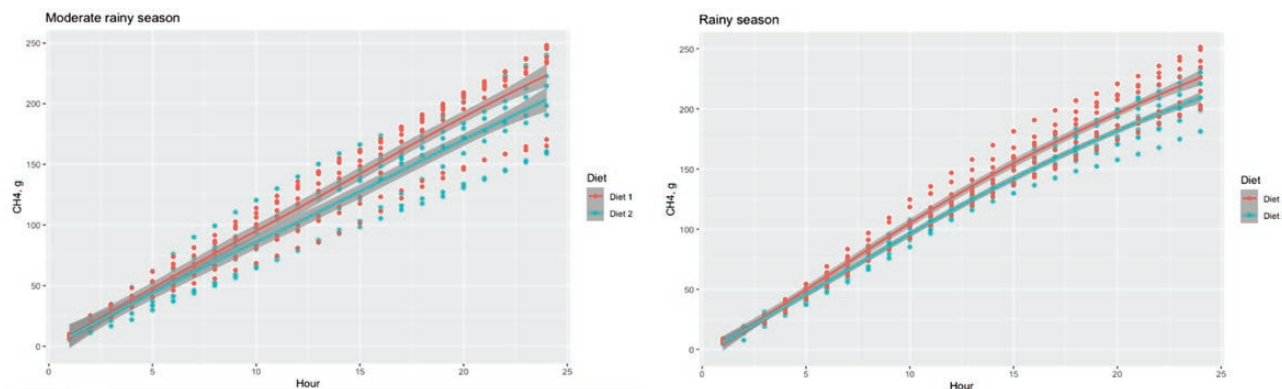 Moderate rainy season
250
200
150
100
50
0
CH4, g
0 5 10 15 20 25
Hour
Diet
Diet 1
Diet 2
Rainy season
250
200
150
100
50
0
CH4, g
0 5 10 15 20 25
Hour
Diet
Diet
Diet